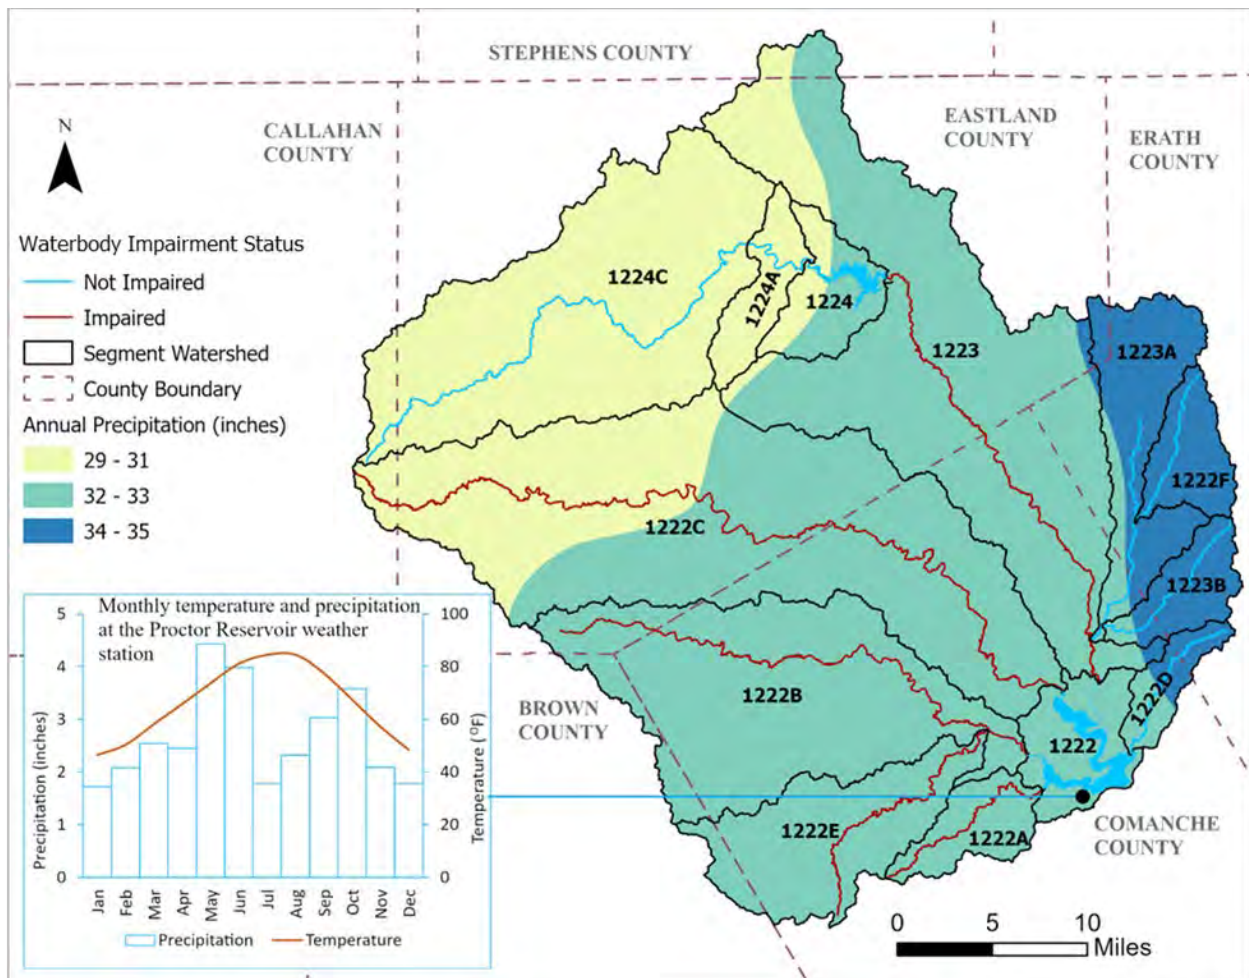 STEPHENS COUNTY
CALLAHAN
COUNTY
EASTLAND
COUNTY
ERATH
COUNTY
N
Waterbody Impairment Status
Not Impaired
Impaired
Segment Watershed
County Boundary
Annual Precipitation (inches)
29 - 31
32 - 33
34 - 35
1224C
1224A
1224
1223
1223A
1222F
1222C
1223B
1222B
1222D
1222
1222E
1222A
BROWN
COUNTY
COMANCHE
COUNTY
Monthly temperature and precipitation
at the Proctor Reservoir weather
station
Precipitation (inches)
5
4
3
2
1
0
Temperature (°F)
100
80
60
40
20
0
Jan
Feb
Mar
Apr
May
Jun
Jul
Aug
Sep
Oct
Nov
Dec
Precipitation
Temperature
0 5 10
Miles